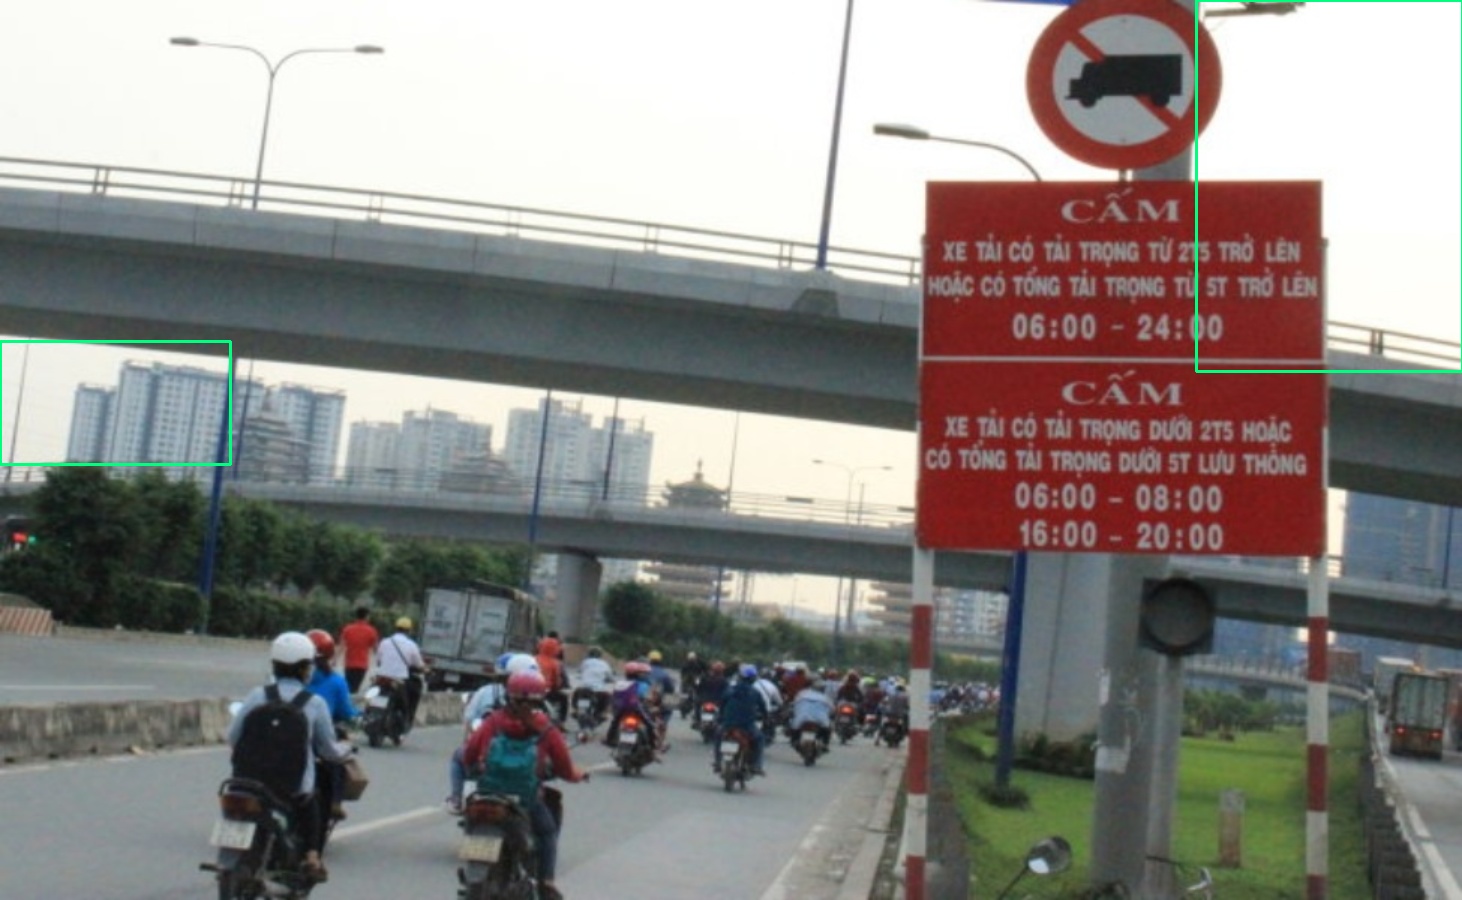 CẤM
XE TẢI CÓ TẢI TRỌNG TỪ 2T5 TRỞ LÊN
HOẶC CÓ TỔNG TẢI TRỌNG TỪ 5T TRỞ LÊN
06:00 - 24:00
CẤM
XE TẢI CÓ TẢI TRỌNG DƯỚI 2T5 HOẶC
CÓ TỔNG TẢI TRỌNG DƯỚI 5T LƯU THÔNG
06:00 - 08:00
16:00 - 20:00